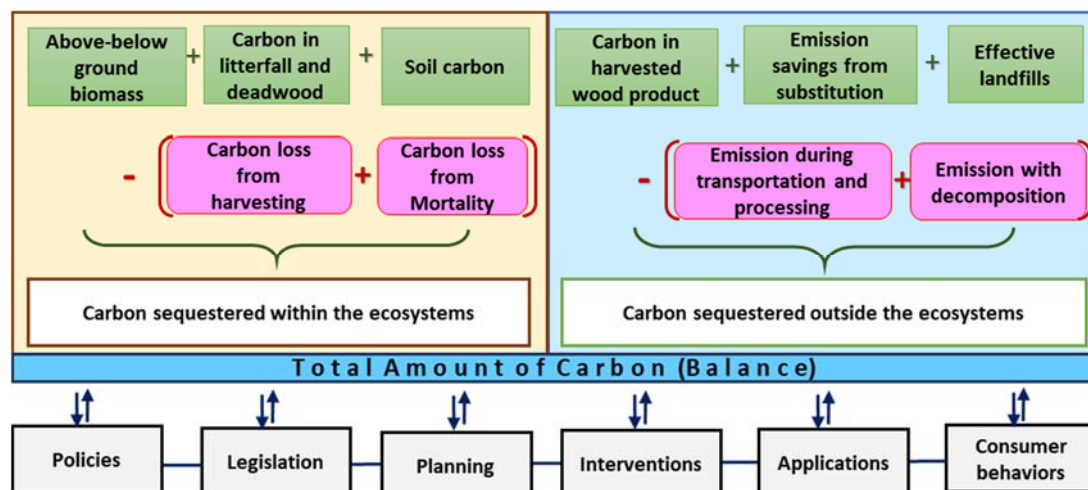 Above-below
ground
biomass
+
Carbon in
litterfall and
deadwood
+
Soil carbon
Carbon in
harvested
wood product
+
Emission
savings from
substitution
+
Effective
landfills
-
Carbon loss
from
harvesting
+
Carbon loss
from
Mortality
-
Emission during
transportation and
processing
+
Emission with
decomposition
Carbon sequestered within the ecosystems
Carbon sequestered outside the ecosystems
Total Amount of Carbon (Balance)
Policies
Legislation
Planning
Interventions
Applications
Consumer
behaviors